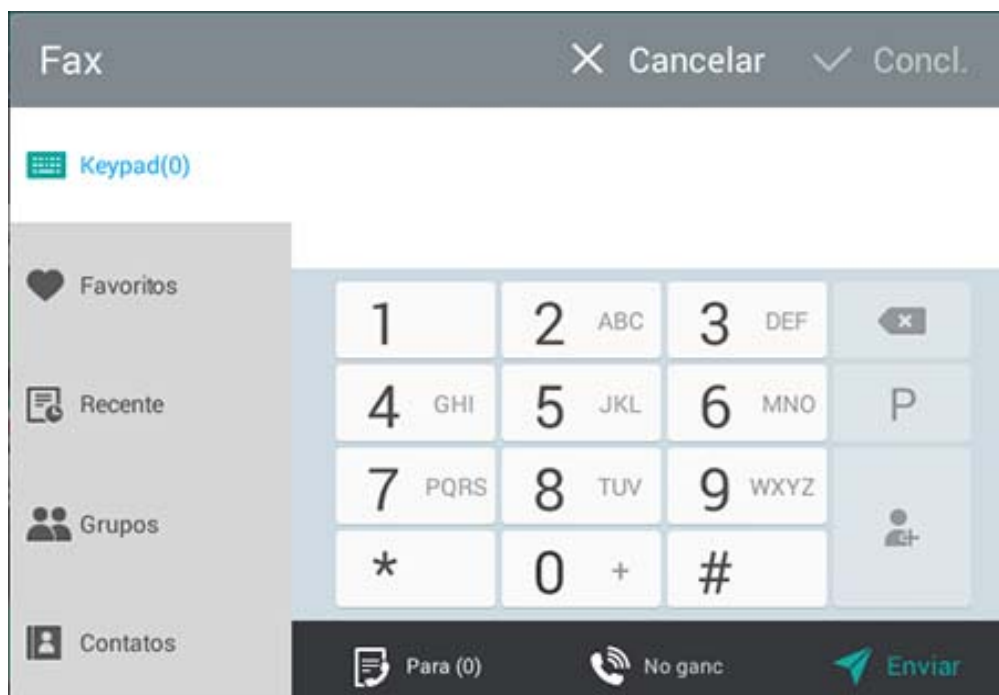 Fax
Cancelar
Concl.
Keypad(0)
Favoritos
Recente
Grupos
Contatos
1
2 ABC
3 DEF
4 GHI
5 JKL
6 MNO
P
7 PQRS
8 TUV
9 WXYZ
*
0 +
#
Para (0)
No ganc
Enviar